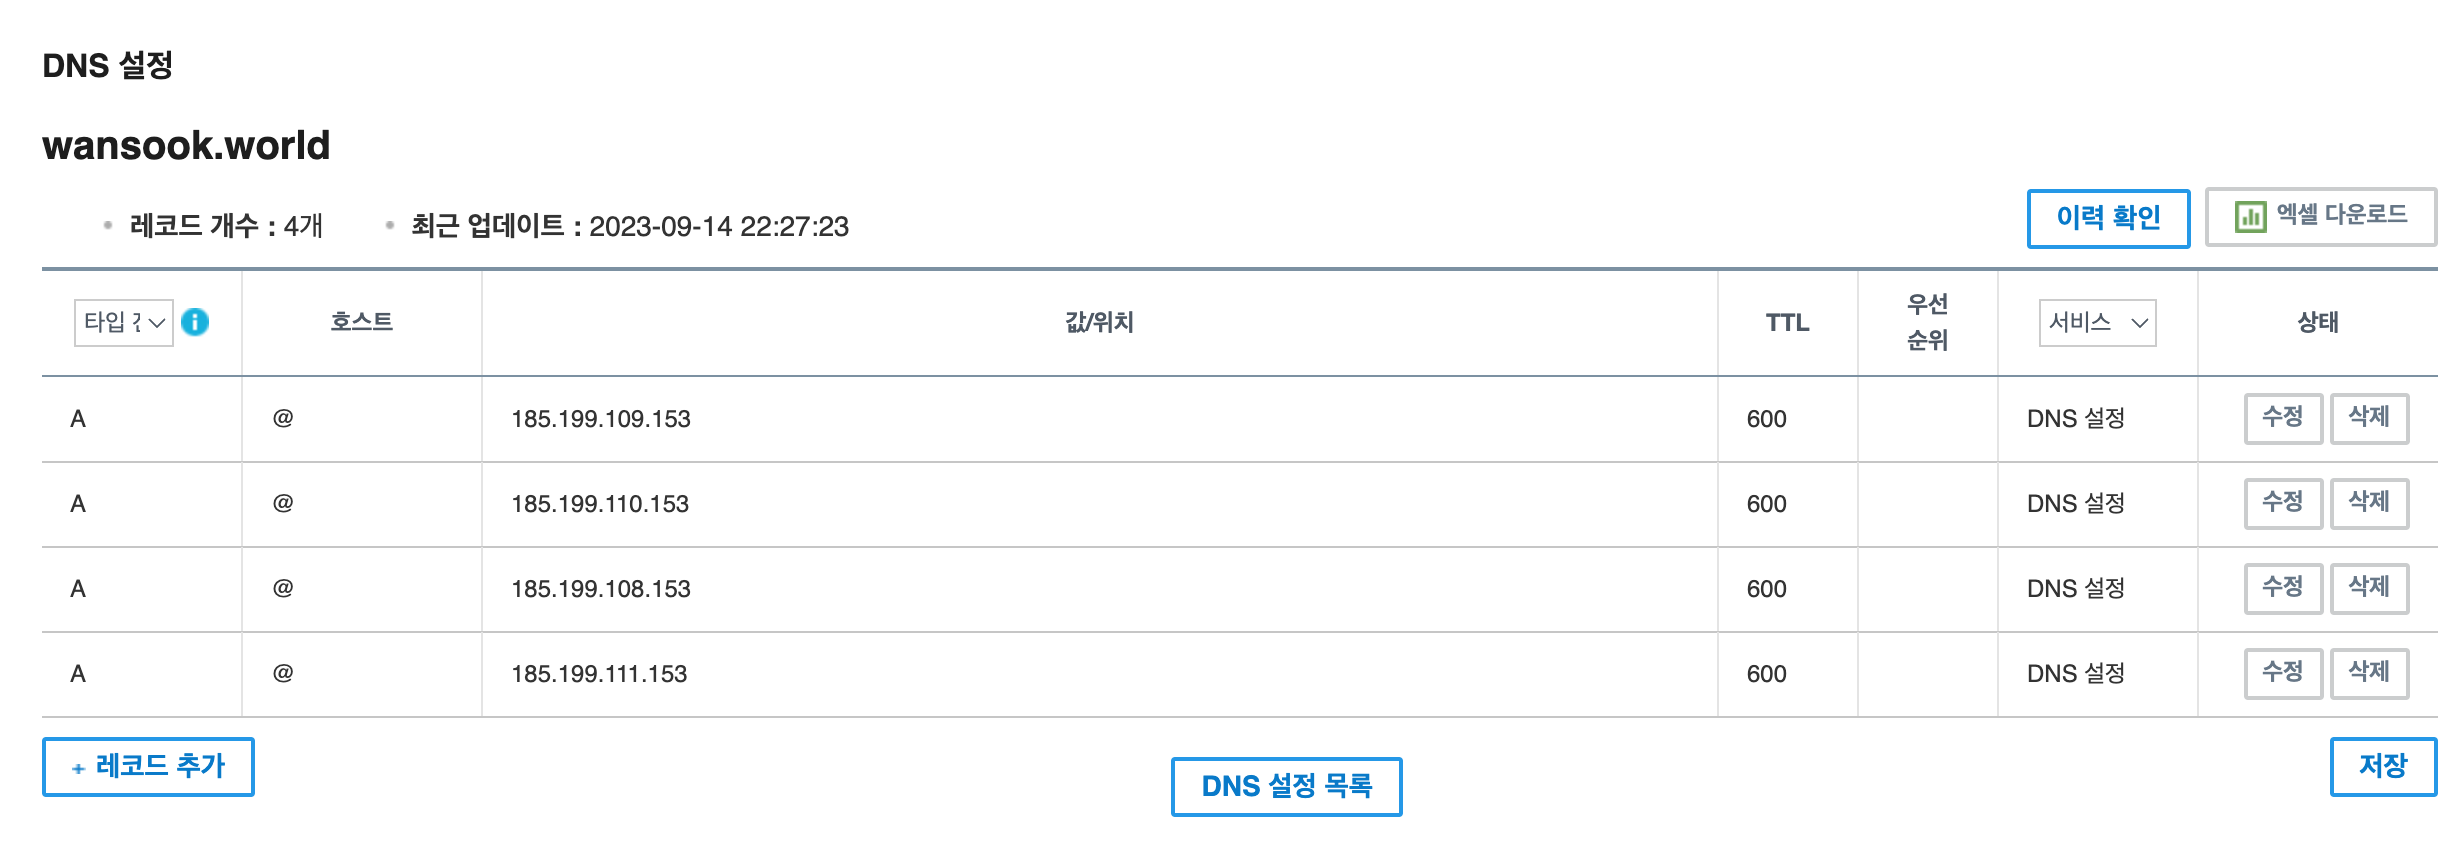 DNS 설정
wansook.world
레코드 개수 : 4개 최근 업데이트 : 2023-09-14 22:27:23 이력 확인 엑셀 다운로드
타입 호스트 값/위치 TTL 우선 순위 서비스 상태
A @ 185.199.109.153 600 DNS 설정 수정 삭제
A @ 185.199.110.153 600 DNS 설정 수정 삭제
A @ 185.199.108.153 600 DNS 설정 수정 삭제
A @ 185.199.111.153 600 DNS 설정 수정 삭제
+ 레코드 추가 DNS 설정 목록 저장